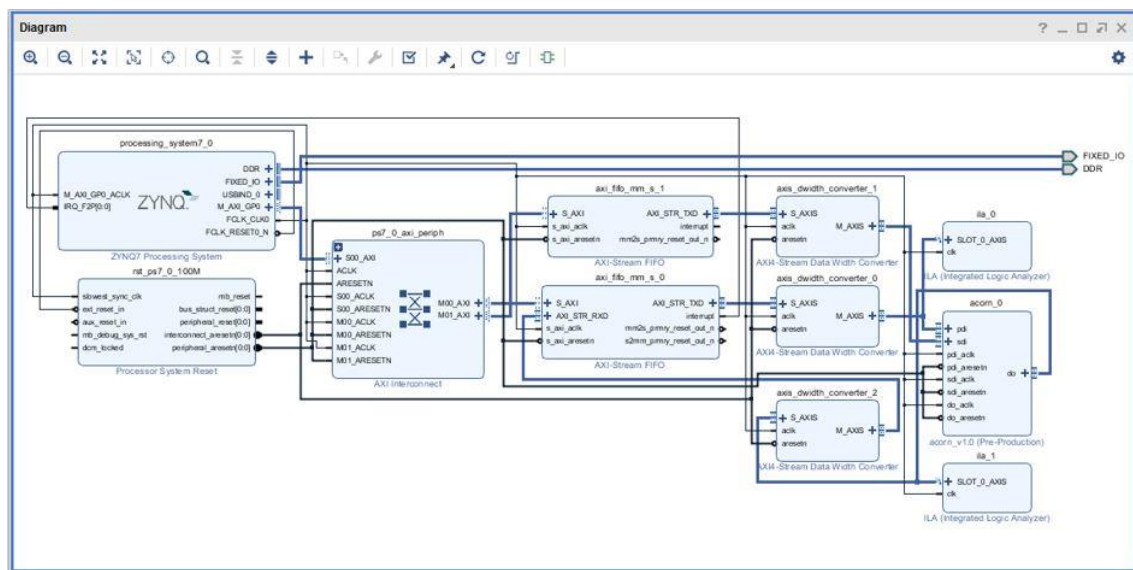 Diagram
FIXED_IO
DDR
processing_system7_0
DDR
FIXED_IO
USBIND_0
M_AXI_GP0
FCLK_CLK0
FCLK_RESET0_N
M_AXI_GP0_ACLK
IRQ_F2P[0:0]
ZYNQ
ZYNQ7 Processing System
rst_ps7_0_100M
slowest_sync_clk
ext_reset_in
aux_reset_in
mb_debug_sys_rst
dcm_locked
mb_reset
bus_struct_reset[0:0]
peripheral_reset[0:0]
interconnect_aresetn[0:0]
peripheral_aresetn[0:0]
Processor System Reset
ps7_0_axi_periph
S00_AXI
ACLK
ARESETN
S00_ACLK
S00_ARESETN
M00_ACLK
M00_ARESETN
M01_ACLK
M01_ARESETN
M00_AXI
M01_AXI
AXI Interconnect
axi_fifo_mm_s_1
S_AXI
s_axi_aclk
s_axi_aresetn
AXI_STR_TXD
interrupt
mm2s_prmry_reset_out_n
AXI-Stream FIFO
axi_fifo_mm_s_0
S_AXI
AXI_STR_RXD
s_axi_aclk
s_axi_aresetn
AXI_STR_TXD
interrupt
mm2s_prmry_reset_out_n
s2mm_prmry_reset_out_n
AXI-Stream FIFO
axis_dwidth_converter_1
S_AXIS
aclk
aresetn
M_AXIS
AXI4-Stream Data Width Converter
axis_dwidth_converter_0
S_AXIS
aclk
aresetn
M_AXIS
AXI4-Stream Data Width Converter
axis_dwidth_converter_2
S_AXIS
aclk
aresetn
M_AXIS
AXI4-Stream Data Width Converter
ila_0
SLOT_0_AXIS
clk
ILA (Integrated Logic Analyzer)
acorn_0
pdi
sdi
pdi_aclk
pdi_aresetn
sdi_aclk
sdi_aresetn
do_aclk
do_aresetn
do
acorn_v1.0 (Pre-Production)
ila_1
SLOT_0_AXIS
clk
ILA (Integrated Logic Analyzer)